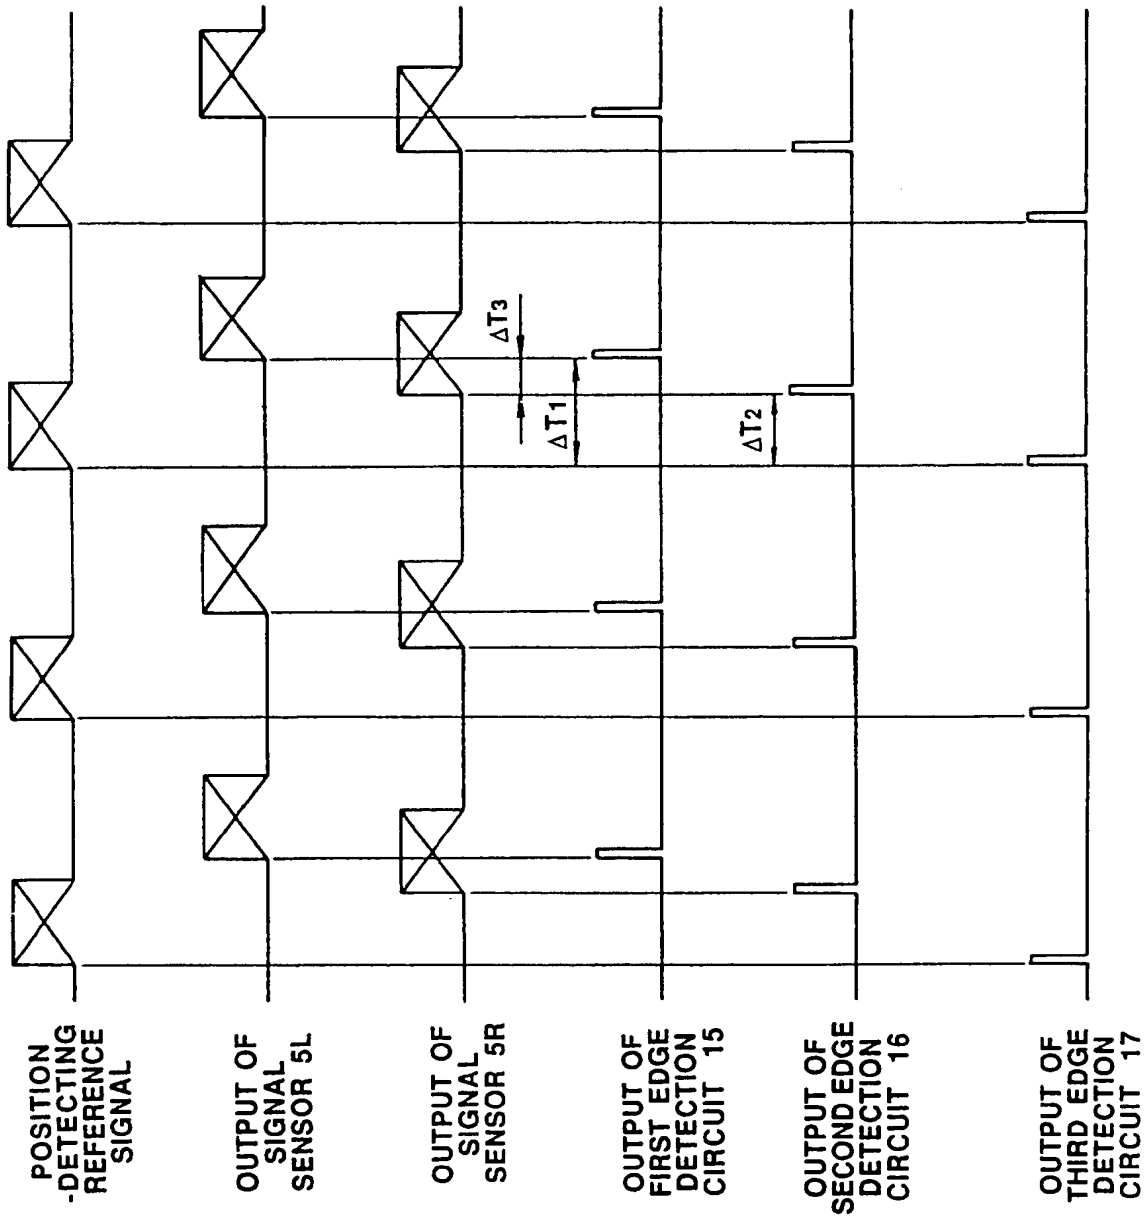 POSITION
-DETECTING
REFERENCE
SIGNAL
OUTPUT OF
SIGNAL
SENSOR 5L
OUTPUT OF
SIGNAL
SENSOR 5R
OUTPUT OF
FIRST EDGE
DETECTION
CIRCUIT 15
OUTPUT OF
SECOND EDGE
DETECTION
CIRCUIT 16
OUTPUT OF
THIRD EDGE
DETECTION
CIRCUIT 17
ΔT3
ΔT1
ΔT2